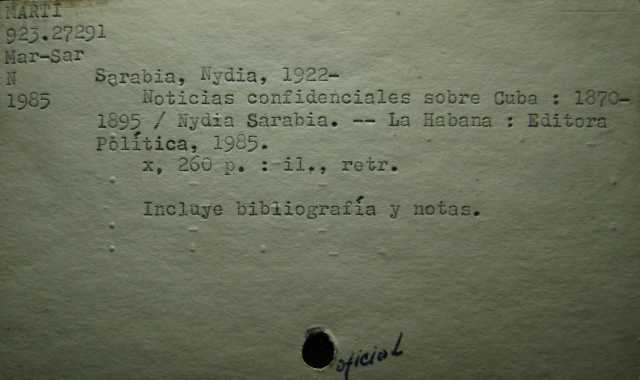 MARTI
923.27291
Mar-Sar
N Sarabia, Nydia, 1922-
1985 Noticias confidenciales sobre Cuba : 1870-
1895 / Nydia Sarabia. -- La Habana : Editora
Política, 1985.
x, 260 p. : il., retr.
Incluye bibliografía y notas.
oficial